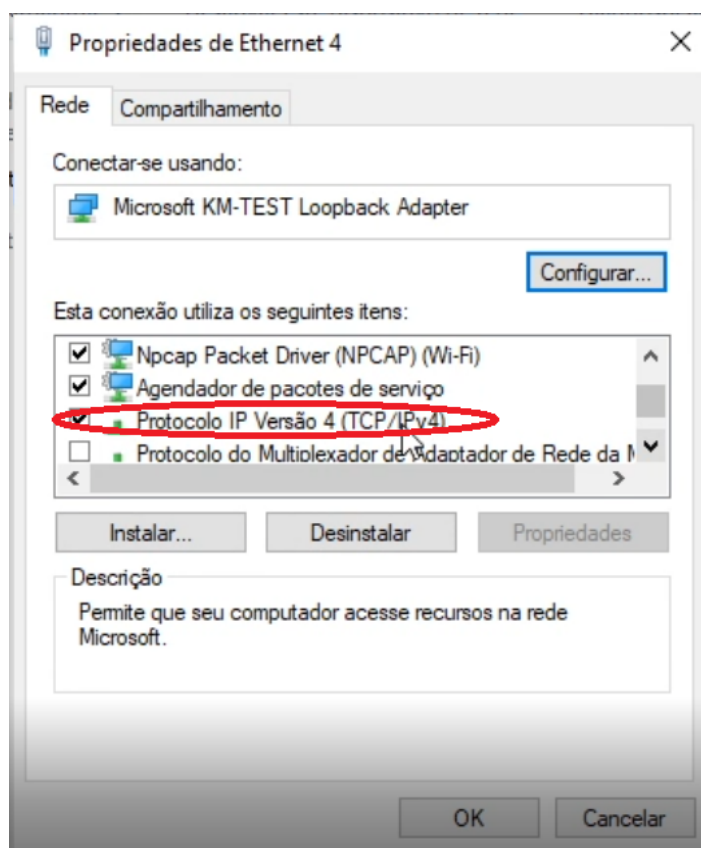 Propriedades de Ethernet 4
Rede
Compartilhamento
Conectar-se usando:
Microsoft KM-TEST Loopback Adapter
Configurar...
Esta conexão utiliza os seguintes itens:
Npcap Packet Driver (NPCAP) (Wi-Fi)
Agendador de pacotes de serviço
Protocolo IP Versão 4 (TCP/IPv4)
Protocolo do Multiplexador de Adaptador de Rede da
Instalar...
Desinstalar
Propriedades
Descrição
Permite que seu computador acesse recursos na rede
Microsoft.
OK
Cancelar